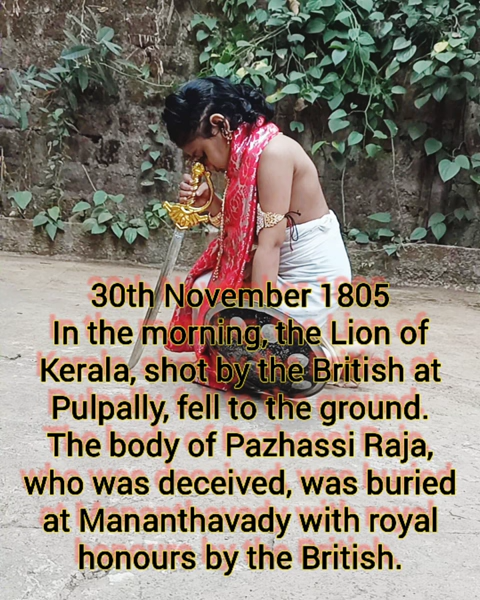 30th November 1805
In the morning, the Lion of
Kerala, shot by the British at
Pulpally, fell to the ground.
The body of Pazhassi Raja,
who was deceived, was buried
at Mananthavady with royal
honours by the British.